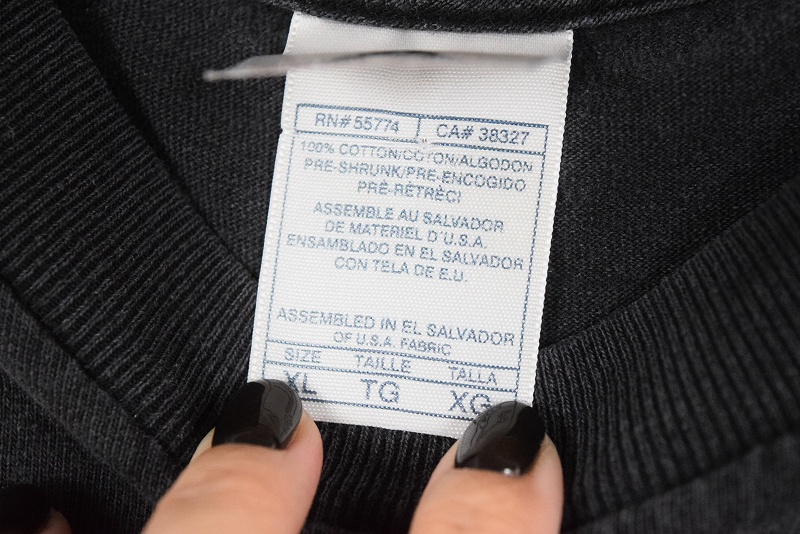 RN# 55774 CA# 38327
100% COTTON/COTON/ALGODON
PRE-SHRUNK/PRE-ENCOGIDO
PRÉ-RÉTRÉCI
ASSEMBLE AU SALVADOR
DE MATERIEL D'U.S.A.
ENSAMBLADO EN EL SALVADOR
CON TELA DE E.U.
ASSEMBLED IN EL SALVADOR
OF U.S.A. FABRIC
SIZE TAILLE TALLA
XL TG XG